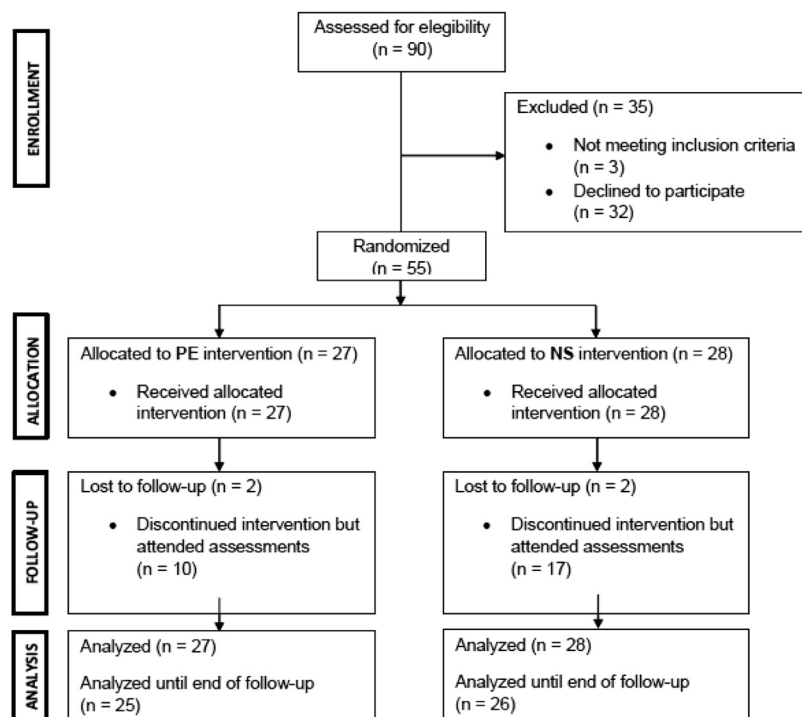 Assessed for elegibility
(n = 90)
ENROLLMENT
Excluded (n = 35)
• Not meeting inclusion criteria
(n = 3)
• Declined to participate
(n = 32)
Randomized
(n = 55)
ALLOCATION
Allocated to PE intervention (n = 27)
• Received allocated
intervention (n = 27)
Allocated to NS intervention (n = 28)
• Received allocated
intervention (n = 28)
FOLLOW-UP
Lost to follow-up (n = 2)
• Discontinued intervention but
attended assessments
(n = 10)
Lost to follow-up (n = 2)
• Discontinued intervention but
attended assessments
(n = 17)
ANALYSIS
Analyzed (n = 27)
Analyzed until end of follow-up
(n = 25)
Analyzed (n = 28)
Analyzed until end of follow-up
(n = 26)